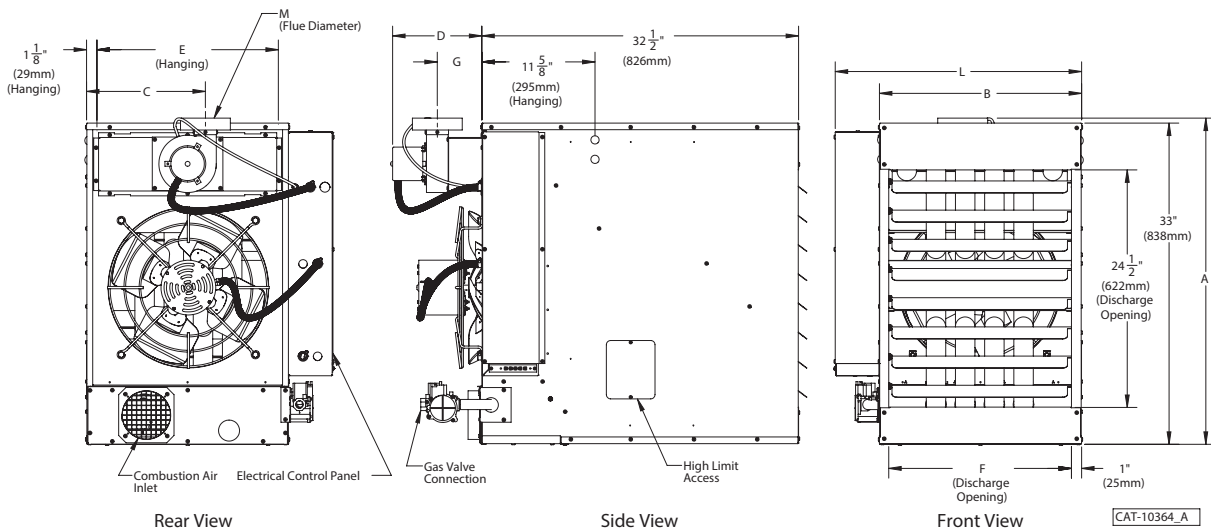 M
(Flue Diameter)
1 1/8"
(29mm)
(Hanging)
E
(Hanging)
C
D
G
32 1/2"
(826mm)
11 5/8"
(295mm)
(Hanging)
L
B
33"
(838mm)
A
24 1/2"
(622mm)
(Discharge
Opening)
Combustion Air
Inlet
Electrical Control Panel
Gas Valve
Connection
High Limit
Access
F
(Discharge
Opening)
1"
(25mm)
Rear View
Side View
Front View
CAT-10364_A